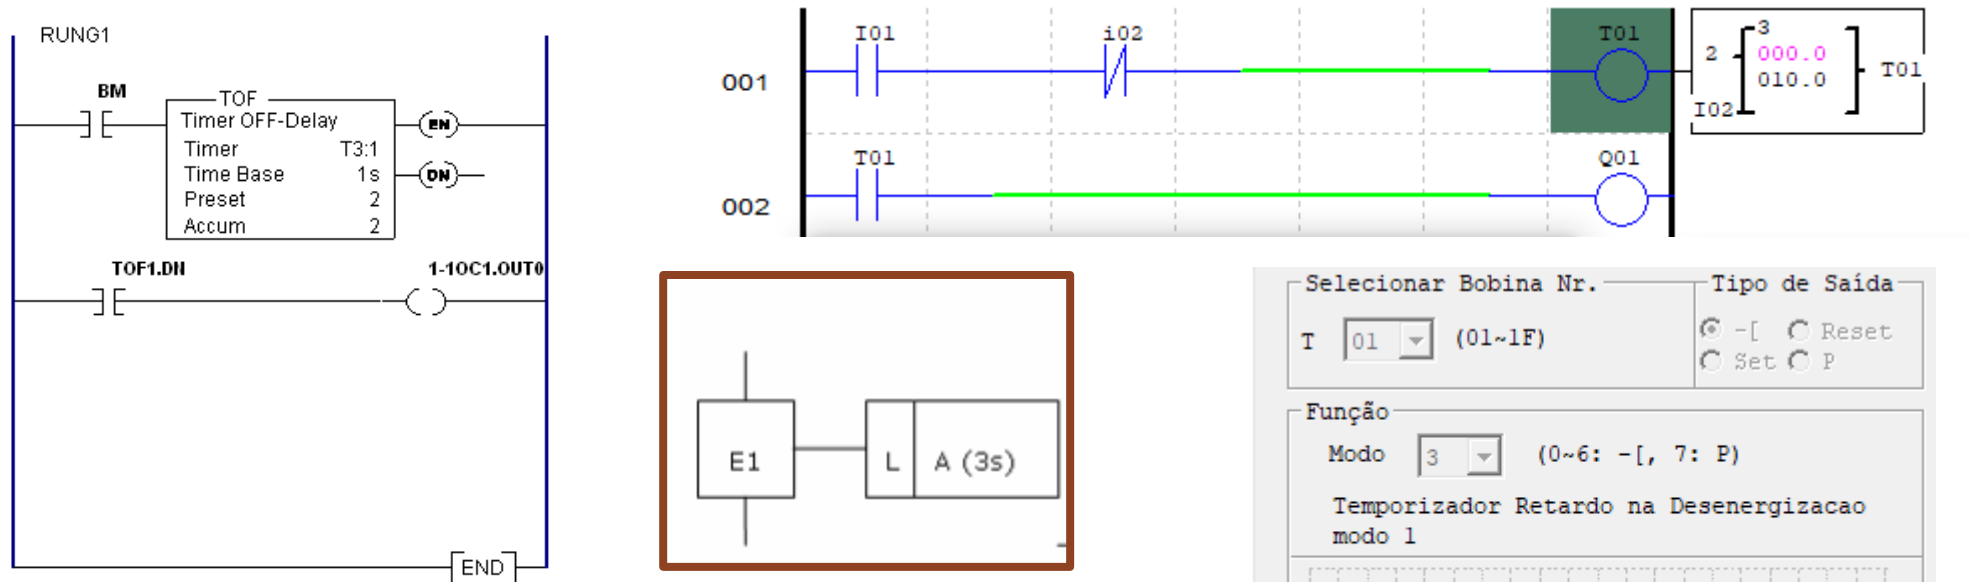 RUNG1
BM
TOF
Timer OFF-Delay
Timer T3:1
Time Base 1s
Preset 2
Accum 2
EN
DN
TOF1.DN
1-1OC1.OUT0
END
001
I01
i02
T01
2
3
000.0
010.0
I02
T01
002
T01
Q01
E1
L
A (3s)
Selecionar Bobina Nr.
T 01 (01~1F)
Tipo de Saída
-[ Reset
Set P
Função
Modo 3 (0~6: -[, 7: P)
Temporizador Retardo na Desenergizacao
modo 1